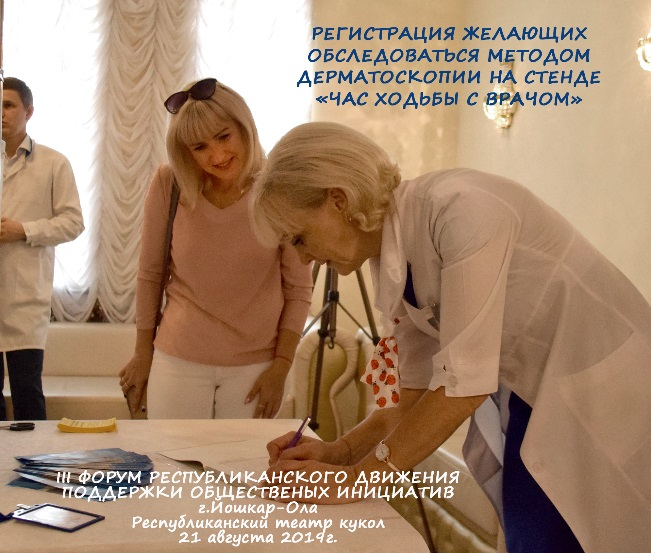 РЕГИСТРАЦИЯ ЖЕЛАЮЩИХ
ОБСЛЕДОВАТЬСЯ МЕТОДОМ
ДЕРМАТОСКОПИИ НА СТЕНДЕ
«ЧАС ХОДЬБЫ С ВРАЧОМ»
III ФОРУМ РЕСПУБЛИКАНСКОГО ДВИЖЕНИЯ
ПОДДЕРЖКИ ОБЩЕСТВЕНЫХ ИНИЦИАТИВ
г.Йошкар-Ола
Республиканский театр кукол
21 августа 2019г.